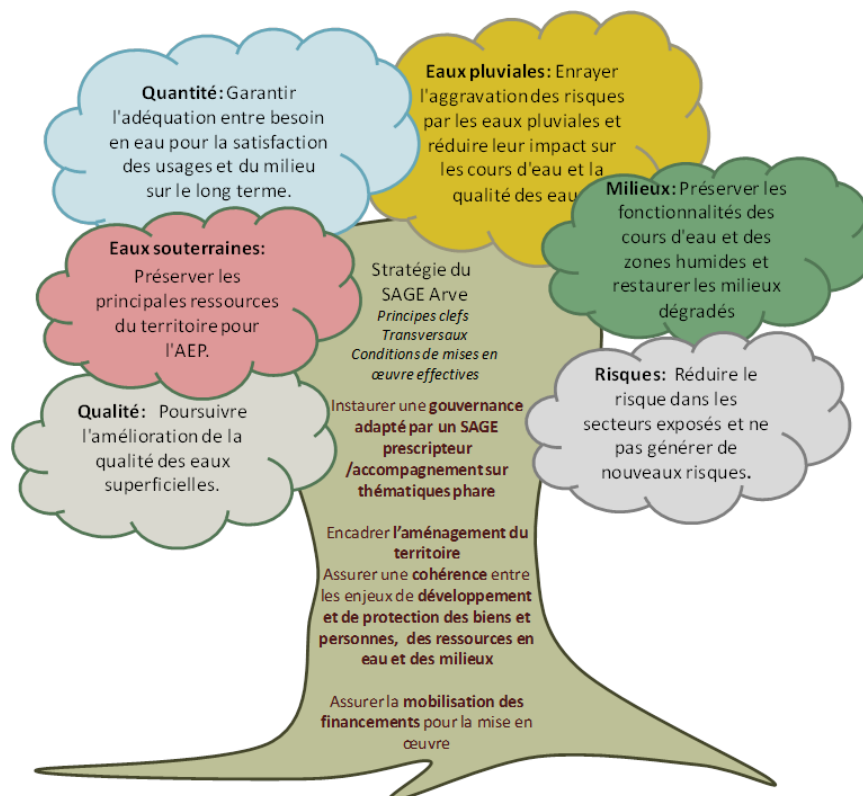 Quantité: Garantir
l'adéquation entre besoin
en eau pour la satisfaction
des usages et du milieu
sur le long terme.
Eaux pluviales: Enrayer
l'aggravation des risques
par les eaux pluviales et
réduire leur impact sur
les cours d'eau et la
qualité des eau
Milieux: Préserver les
fonctionnalités des
cours d'eau et des
zones humides et
restaurer les milieux
dégradés
Eaux souterraines:
Préserver les
principales ressources
du territoire pour
l'AEP.
Qualité: Poursuivre
l'amélioration de la
qualité des eaux
superficielles.
Risques: Réduire le
risque dans les
secteurs exposés et ne
pas générer de
nouveaux risques.
Stratégie du
SAGE Arve
Principes clefs
Transversaux
Conditions de mises en
œuvre effectives
Instaurer une gouvernance
adapté par un SAGE
prescripteur
/accompagnement sur
thématiques phare
Encadrer l'aménagement du
territoire
Assurer une cohérence entre
les enjeux de développement
et de protection des biens et
personnes, des ressources en
eau et des milieux
Assurer la mobilisation des
financements pour la mise en
œuvre